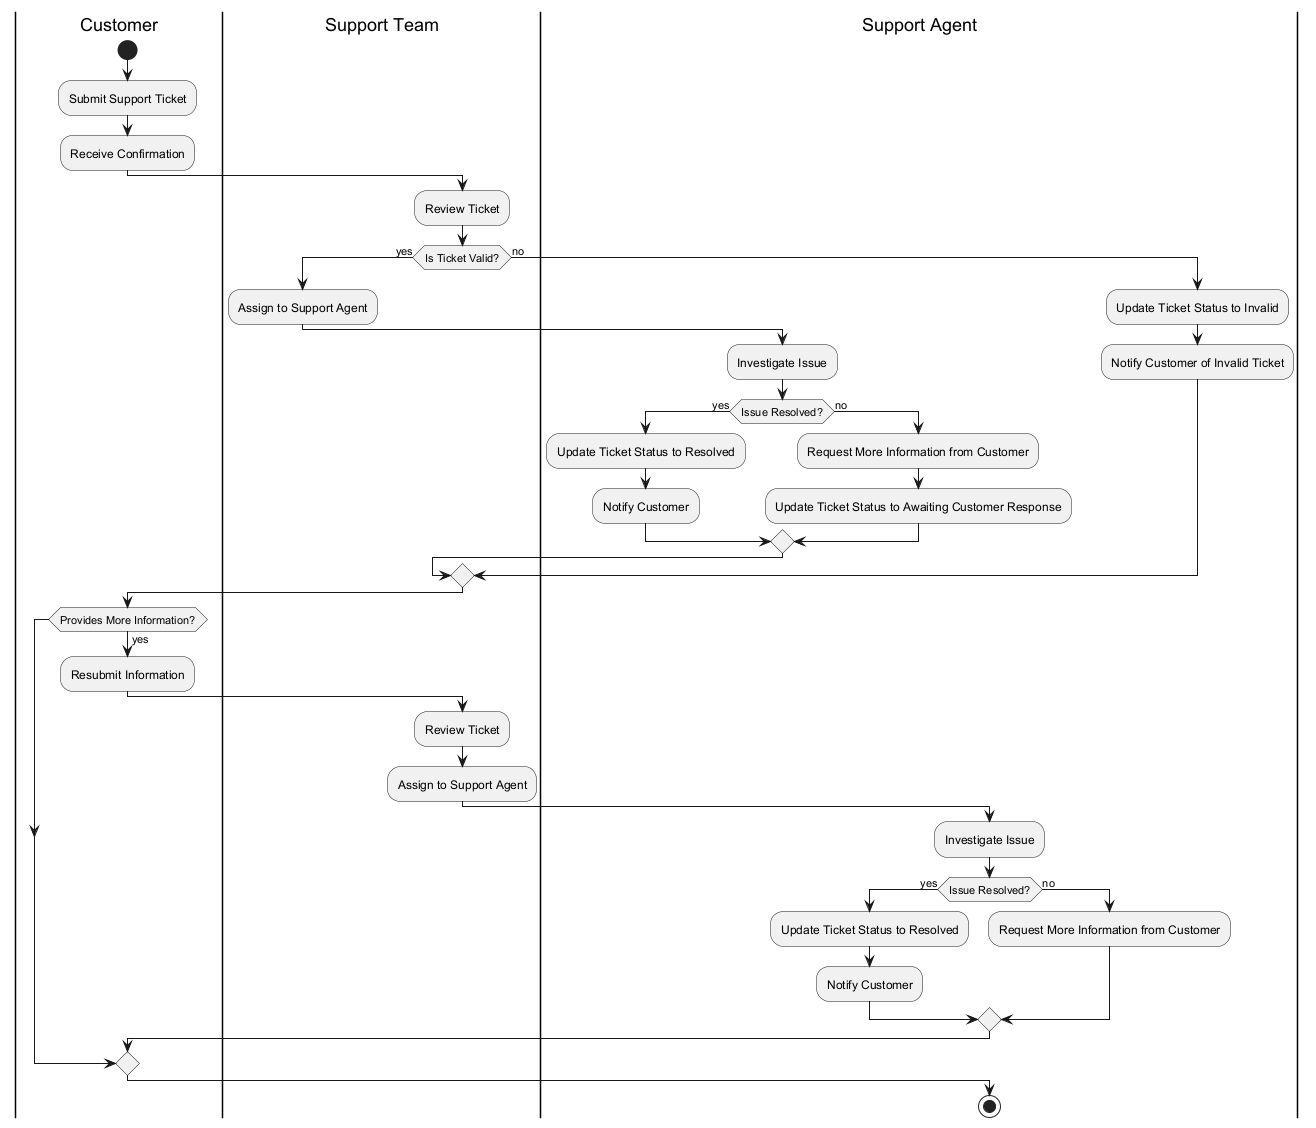 Customer
Support Team
Support Agent
Submit Support Ticket
Receive Confirmation
Review Ticket
yes
Is Ticket Valid?
no
Assign to Support Agent
Update Ticket Status to Invalid
Investigate Issue
Notify Customer of Invalid Ticket
yes
Issue Resolved?
no
Update Ticket Status to Resolved
Request More Information from Customer
Notify Customer
Update Ticket Status to Awaiting Customer Response
Provides More Information?
yes
Resubmit Information
Review Ticket
Assign to Support Agent
Investigate Issue
yes
Issue Resolved?
no
Update Ticket Status to Resolved
Request More Information from Customer
Notify Customer